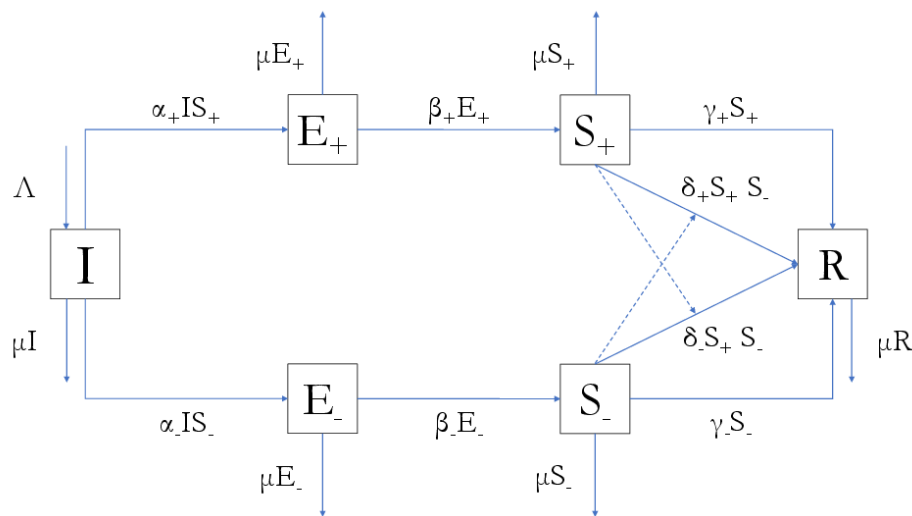 μE₊ μS₊
α₊IS₊ β₊E₊ γ₊S₊
E₊ S₊
Λ δ₊S₊ S₋
I R
μI δ₋S₊ S₋ μR
E₋ S₋
α₋IS₋ β₋E₋ γ₋S₋
μE₋ μS₋